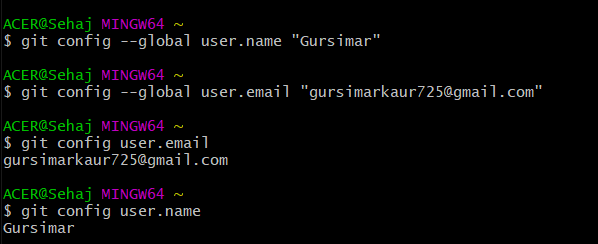 ACER@Sehaj MINGW64 ~
$ git config --global user.name "Gursimar"
ACER@Sehaj MINGW64 ~
$ git config --global user.email "gursimarkaur725@gmail.com"
ACER@Sehaj MINGW64 ~
$ git config user.email
gursimarkaur725@gmail.com
ACER@Sehaj MINGW64 ~
$ git config user.name
Gursimar